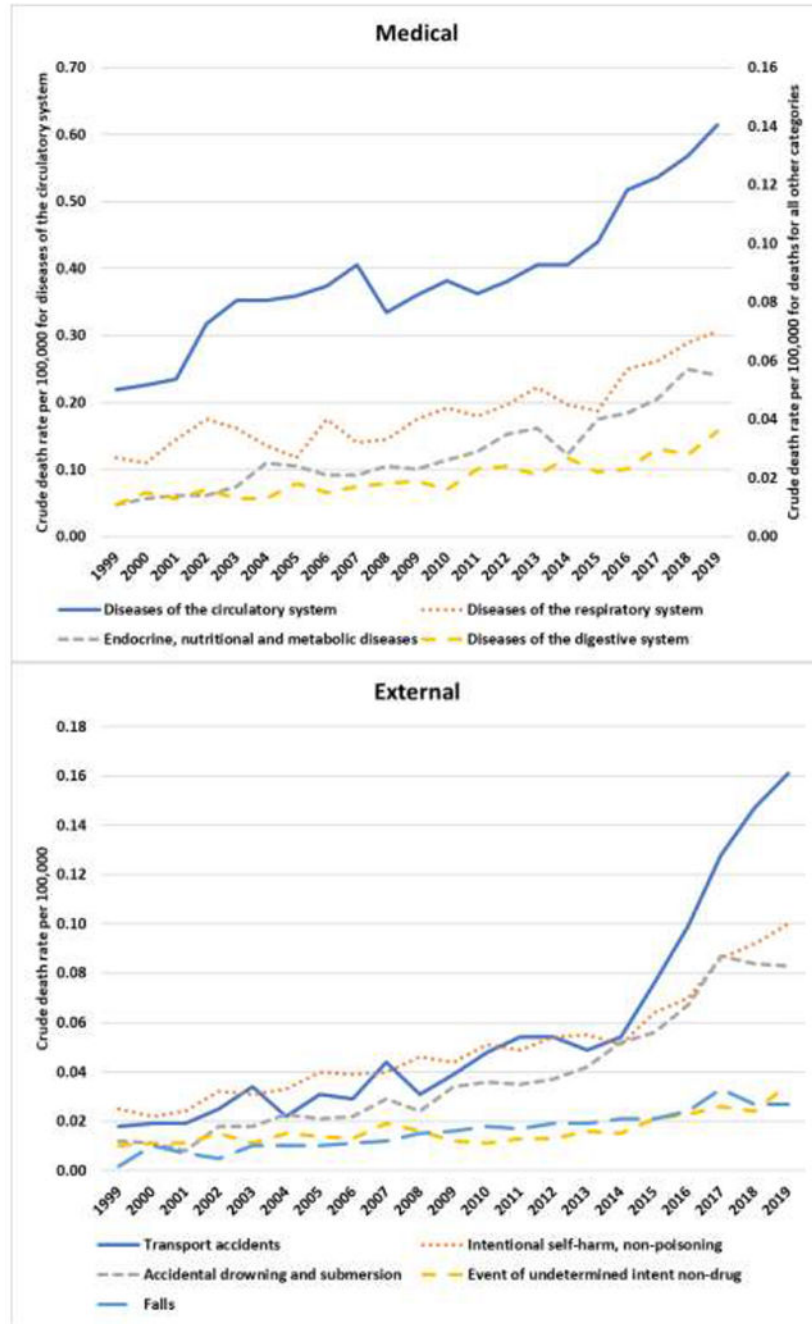 Medical
Crude death rate per 100,000 for diseases of the circulatory system
0.70
0.60
0.50
0.40
0.30
0.20
0.10
0.00
0.16
0.14
0.12
0.10
0.08
0.06
0.04
0.02
0.00
Crude death rate per 100,000 for deaths for all other categories
1999 2000 2001 2002 2003 2004 2005 2006 2007 2008 2009 2010 2011 2012 2013 2014 2015 2016 2017 2018 2019
Diseases of the circulatory system Diseases of the respiratory system
Endocrine, nutritional and metabolic diseases Diseases of the digestive system
External
Crude death rate per 100,000
0.18
0.16
0.14
0.12
0.10
0.08
0.06
0.04
0.02
0.00
1999 2000 2001 2002 2003 2004 2005 2006 2007 2008 2009 2010 2011 2012 2013 2014 2015 2016 2017 2018 2019
Transport accidents Intentional self-harm, non-poisoning
Accidental drowning and submersion Event of undetermined intent non-drug
Falls